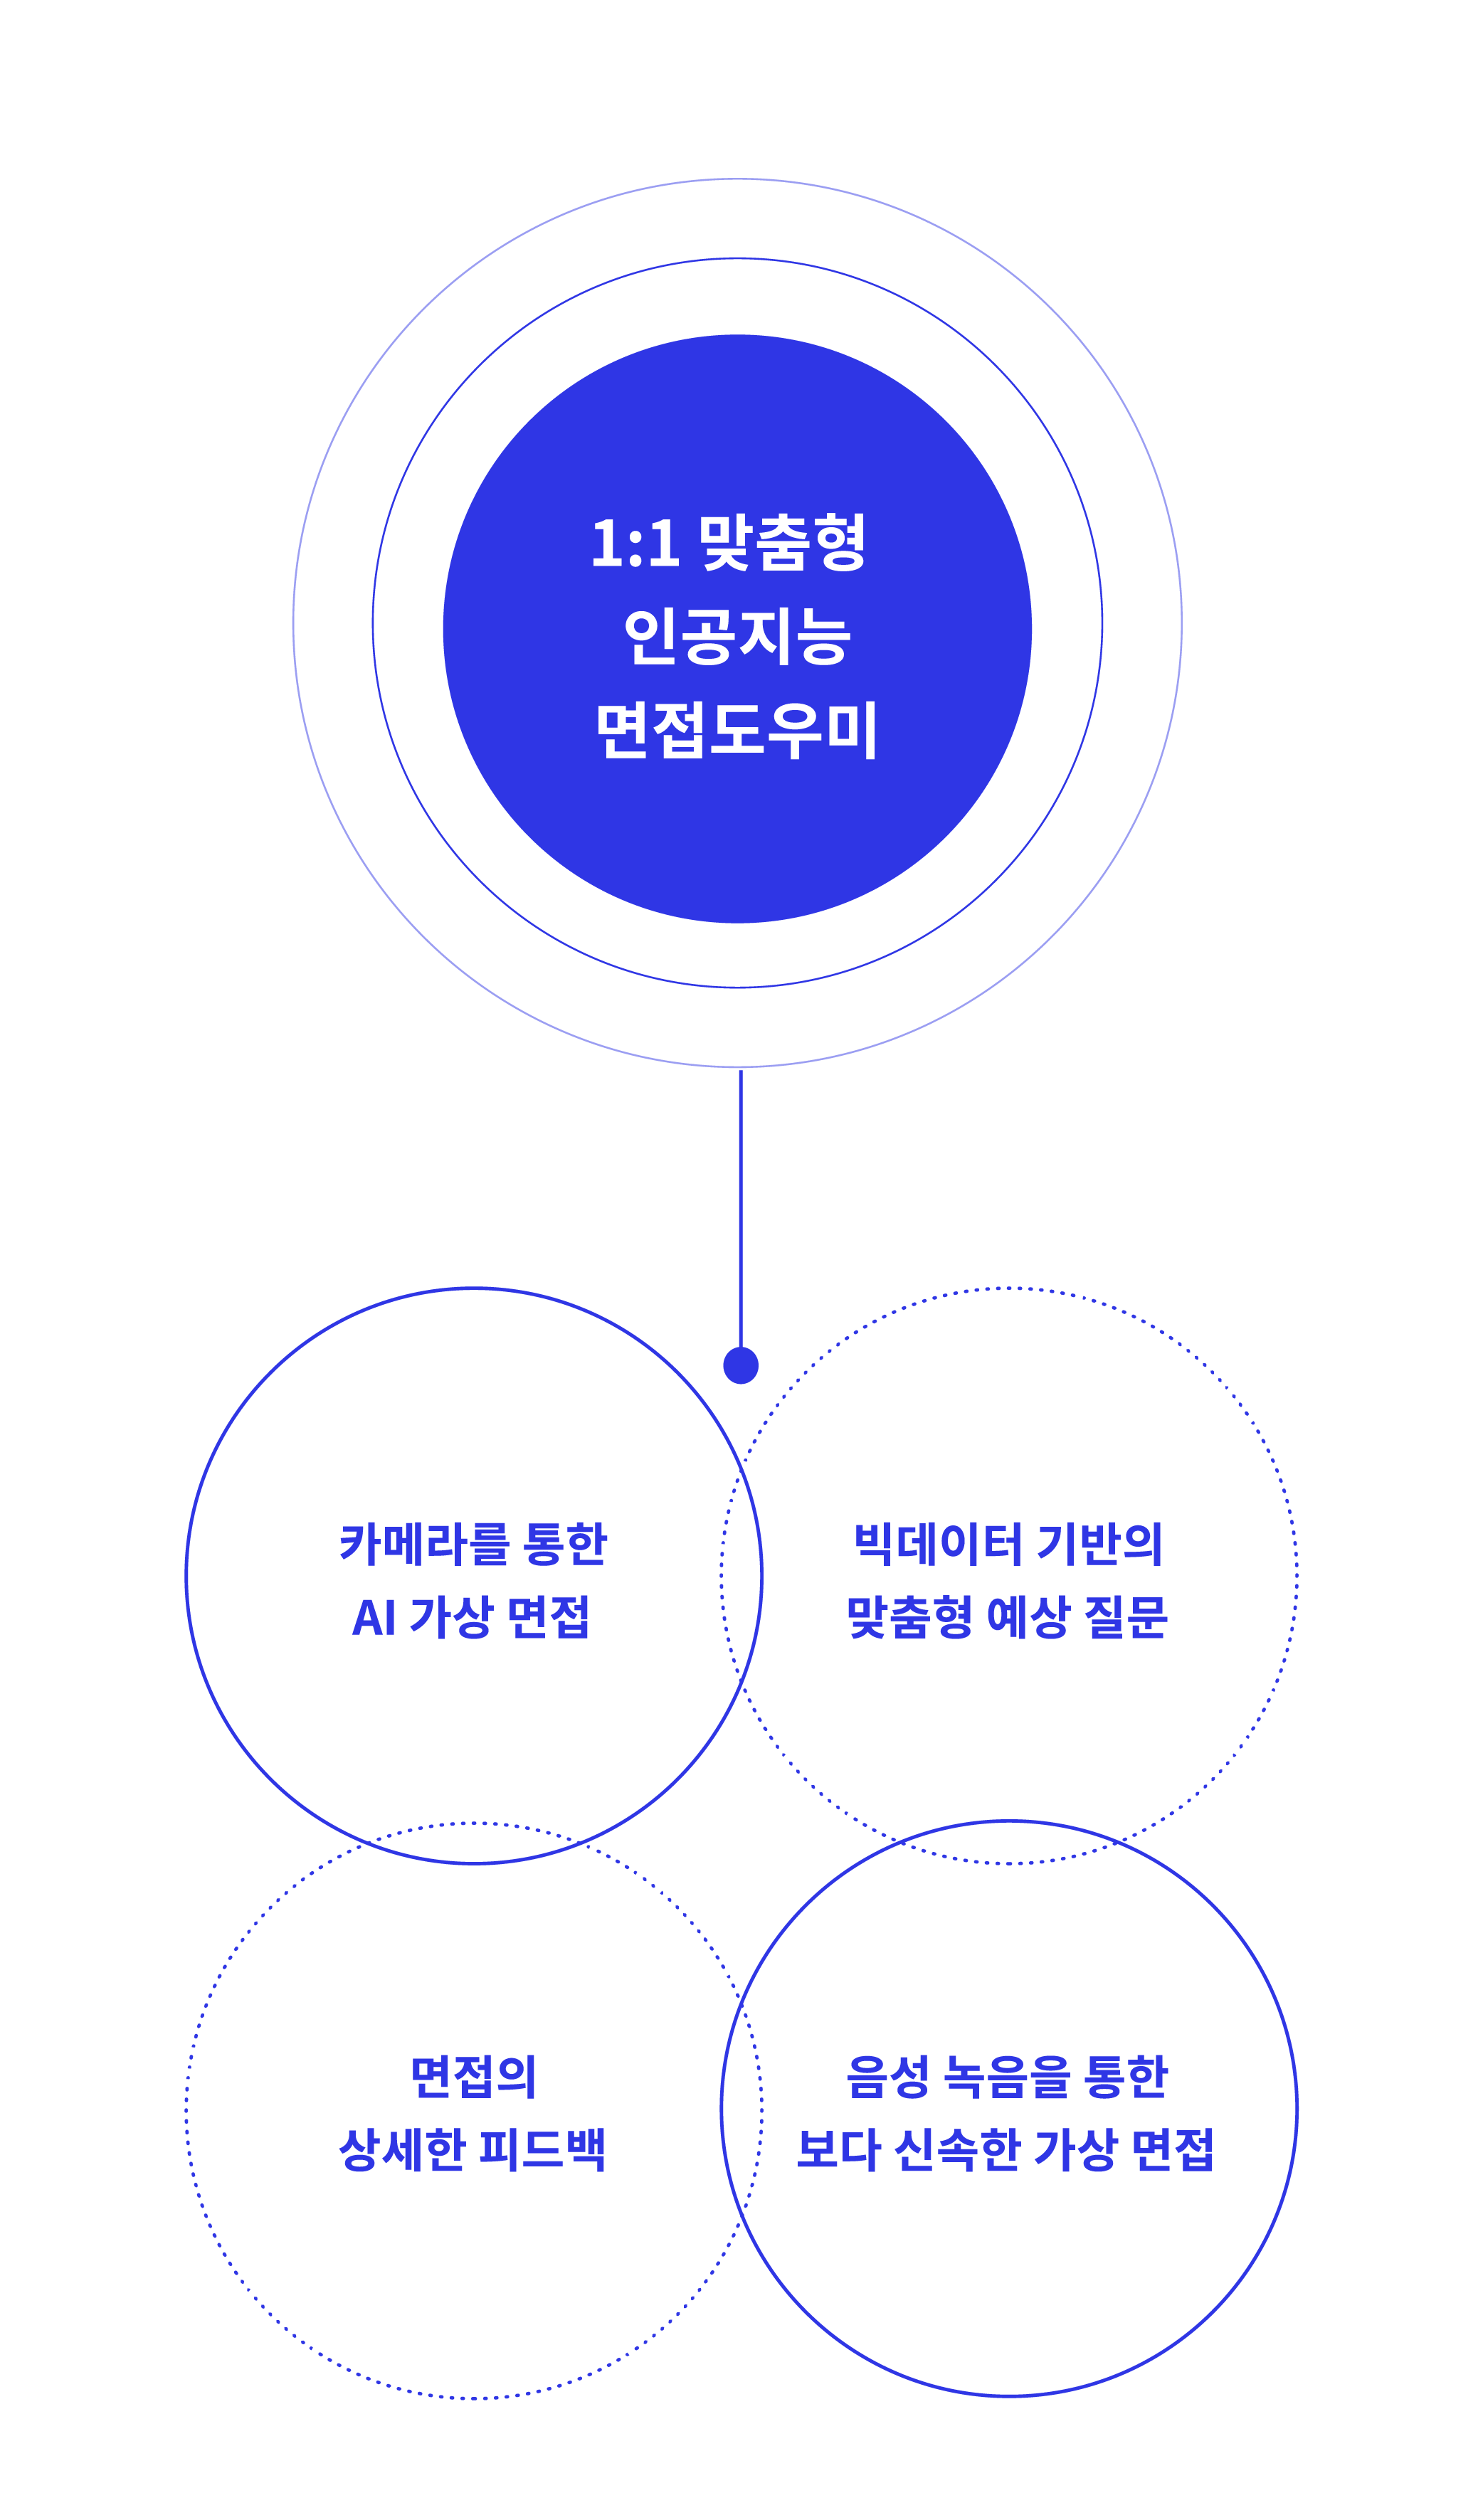 1:1 맞춤형
인공지능
면접도우미
카메라를 통한
AI 가상 면접
빅데이터 기반의
맞춤형 예상 질문
면접의
상세한 피드백
음성 녹음을 통한
보다 신속한 가상 면접